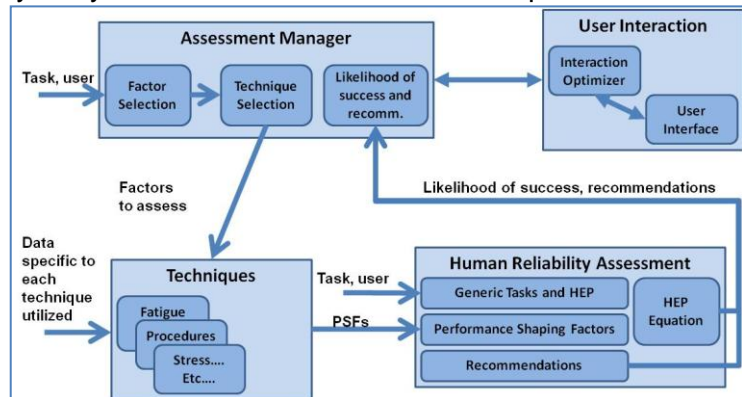 Assessment Manager
Task, user
Factor
Selection
Technique
Selection
Likelihood of
success and
recomm.
User Interaction
Interaction
Optimizer
User
Interface
Factors
to assess
Likelihood of success, recommendations
Data
specific to
each
technique
utilized
Techniques
Fatigue
Procedures
Stress....
Etc....
PSFs
Task, user
Human Reliability Assessment
Generic Tasks and HEP
Performance Shaping Factors
Recommendations
HEP
Equation